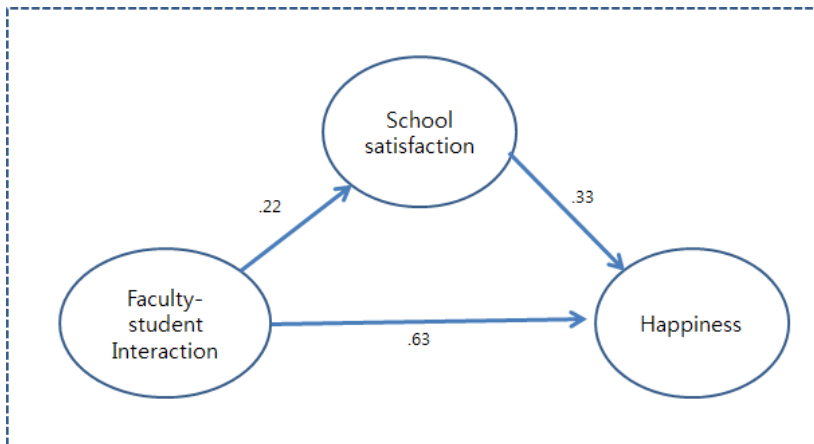 School
satisfaction
.22
.33
Faculty-
student
Interaction
.63
Happiness